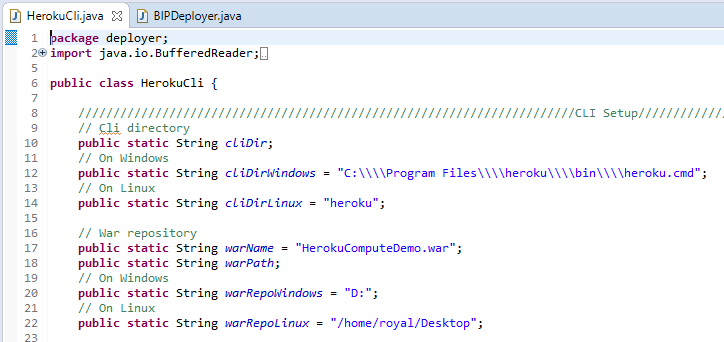 HerokuCli.java BIPDeployer.java
1 package deployer;
2 import java.io.BufferedReader;
5
6 public class HerokuCli {
7
8 ///////////////////////////////////////////////////////////////////////CLI Setup////////////
9 // Cli directory
10 public static String cliDir;
11 // On Windows
12 public static String cliDirWindows = "C:\\\\Program Files\\\\heroku\\\\bin\\\\heroku.cmd";
13 // On Linux
14 public static String cliDirLinux = "heroku";
15
16 // War repository
17 public static String warName = "HerokuComputeDemo.war";
18 public static String warPath;
19 // On Windows
20 public static String warRepoWindows = "D:";
21 // On Linux
22 public static String warRepoLinux = "/home/royal/Desktop";
23